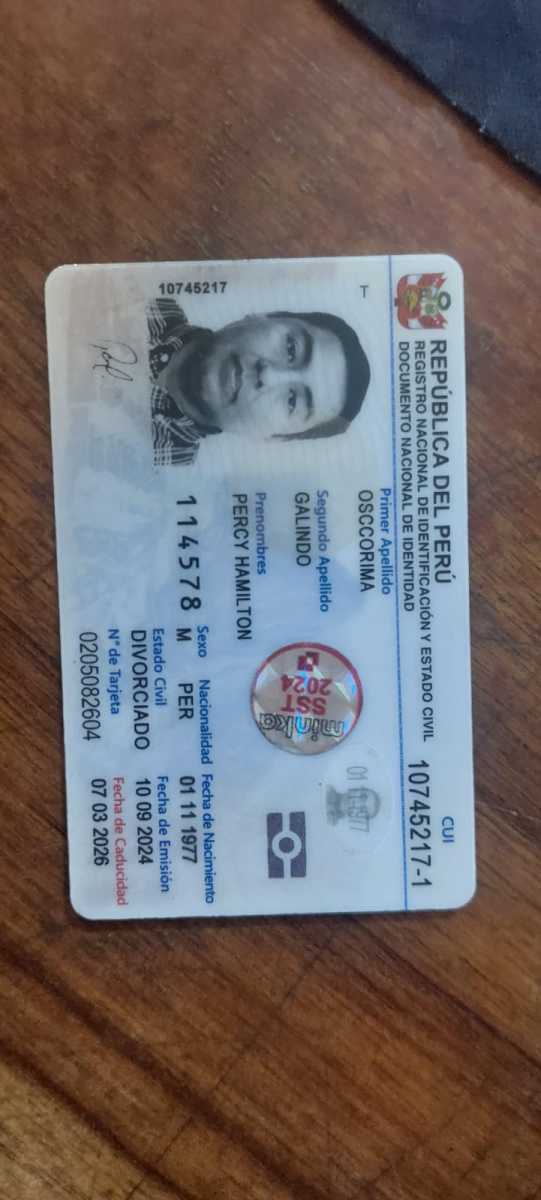 REPÚBLICA DEL PERÚ
REGISTRO NACIONAL DE IDENTIFICACIÓN Y ESTADO CIVIL
DOCUMENTO NACIONAL DE IDENTIDAD
CUI
10745217-1
T
10745217
Primer Apellido
OSCCORIMA
Segundo Apellido
GALINDO
Prenombres
PERCY HAMILTON
Sexo Nacionalidad Fecha de Nacimiento
114578 M PER 01 11 1977
Estado Civil Fecha de Emisión
DIVORCIADO 10 09 2024
N° de Tarjeta Fecha de Caducidad
0205082604 07 03 2026
01 11 1977
minka
SST
2024